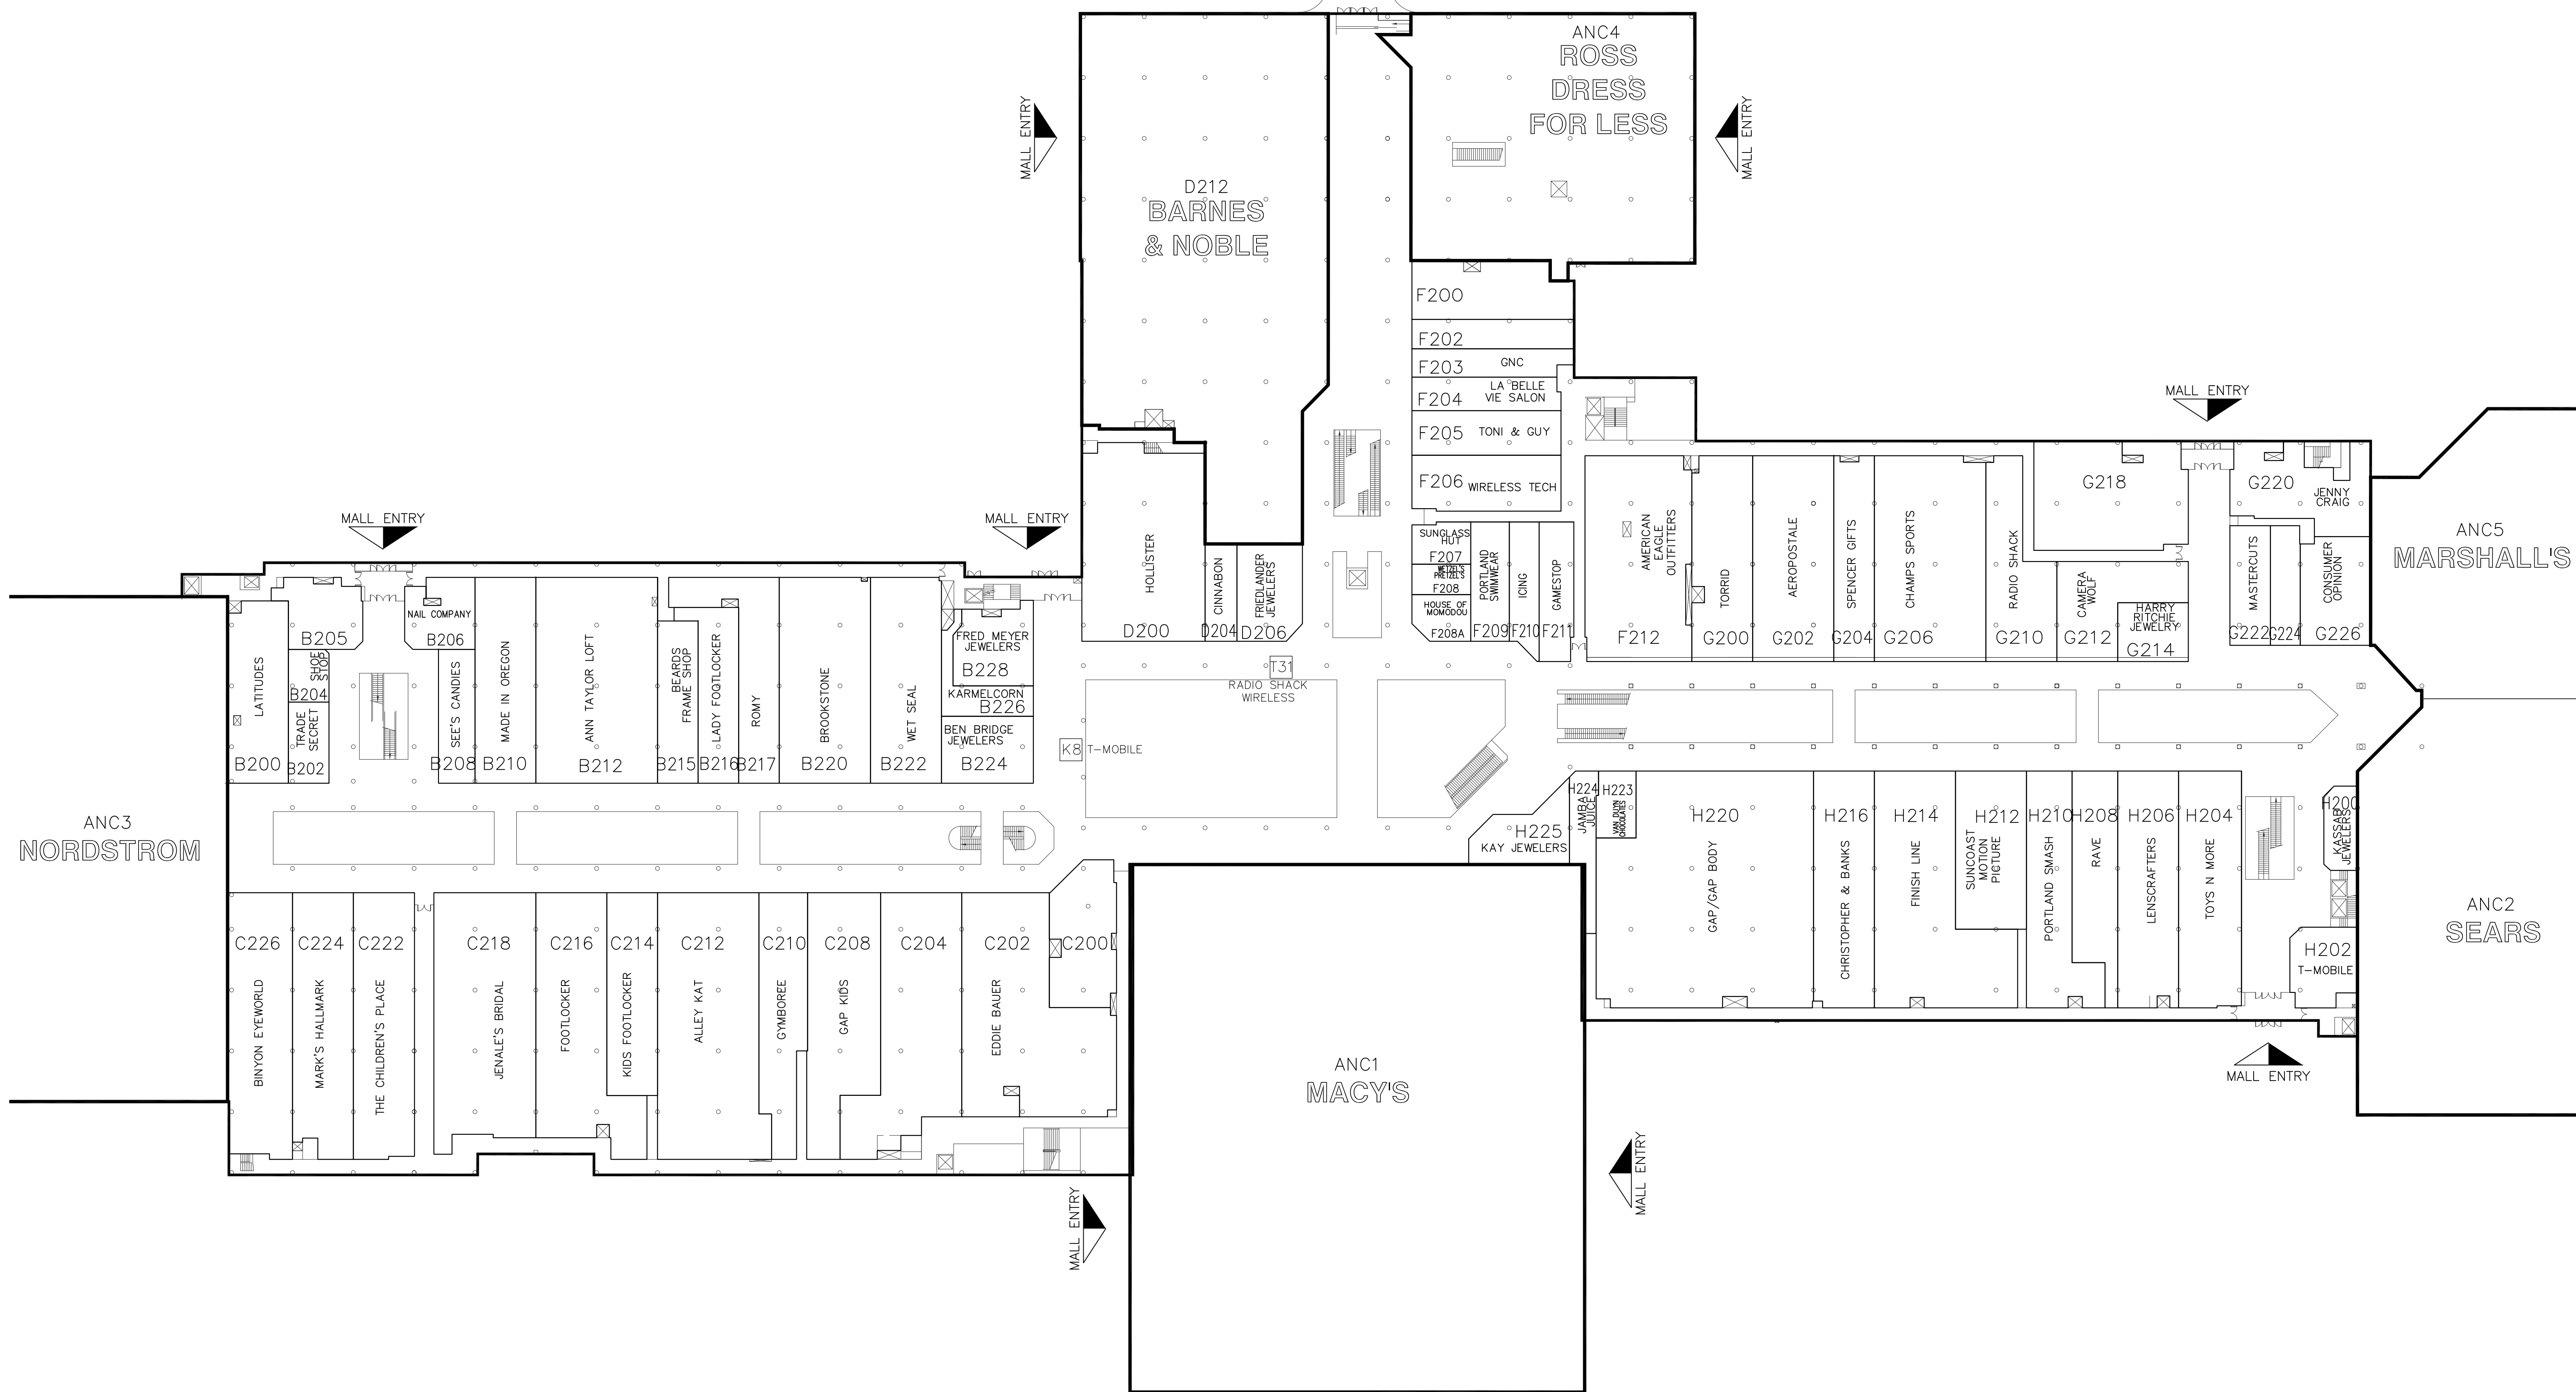 ANC4
ROSS
DRESS
FOR LESS
MALL ENTRY
MALL ENTRY
D212
BARNES
& NOBLE
F200
F202
F203 GNC
F204 LA BELLE
VIE SALON
F205 TONI & GUY
F206 WIRELESS TECH
SUNGLASS
HUT
F207
WETZEL'S
PRETZEL'S
F208
HOUSE OF
MOMODOU
F208A
PORTLAND
SWIMWEAR
F209
ICING
F210
GAMESTOP
F211
AMERICAN
EAGLE
OUTFITTERS
F212
TORRID
G200
AEROPOSTALE
G202
SPENCER GIFTS
G204
CHAMPS SPORTS
G206
RADIO SHACK
G210
CAMERA
WOLF
G212
HARRY
RITCHIE
JEWELRY
G214
G218
MALL ENTRY
G220
JENNY
CRAIG
MASTERCUTS
G222
G224
CONSUMER
OPINION
G226
ANC5
MARSHALL'S
MALL ENTRY
MALL ENTRY
HOLLISTER
D200
CINNABON
D204
FRIEDLANDER
JEWELERS
D206
T31
RADIO SHACK
WIRELESS
K8 T-MOBILE
LATITUDES
B200
B205
SHOE
STOP
B204
TRADE
SECRET
B202
NAIL COMPANY
B206
SEE'S CANDIES
B208
MADE IN OREGON
B210
ANN TAYLOR LOFT
B212
BEARDS
FRAME SHOP
B215
LADY FOOTLOCKER
B216
ROMY
B217
BROOKSTONE
B220
WET SEAL
B222
FRED MEYER
JEWELERS
B228
KARMELCORN
B226
BEN BRIDGE
JEWELERS
B224
ANC3
NORDSTROM
C226
BINYON EYEWORLD
C224
MARK'S HALLMARK
C222
THE CHILDREN'S PLACE
C218
JENALE'S BRIDAL
C216
FOOTLOCKER
C214
KIDS FOOTLOCKER
C212
ALLEY KAT
C210
GYMBOREE
C208
GAP KIDS
C204
C202
EDDIE BAUER
C200
ANC1
MACY'S
MALL ENTRY
MALL ENTRY
H225
KAY JEWELERS
H224
JAMBA
JUICE
H223
VAN DUYN
CHOCOLATES
H220
GAP/GAP BODY
H216
CHRISTOPHER & BANKS
H214
FINISH LINE
H212
SUNCOAST
MOTION
PICTURE
H210
PORTLAND SMASH
H208
RAVE
H206
LENSCRAFTERS
H204
TOYS N MORE
H200
KASSAB
JEWELERS
H202
T-MOBILE
MALL ENTRY
ANC2
SEARS